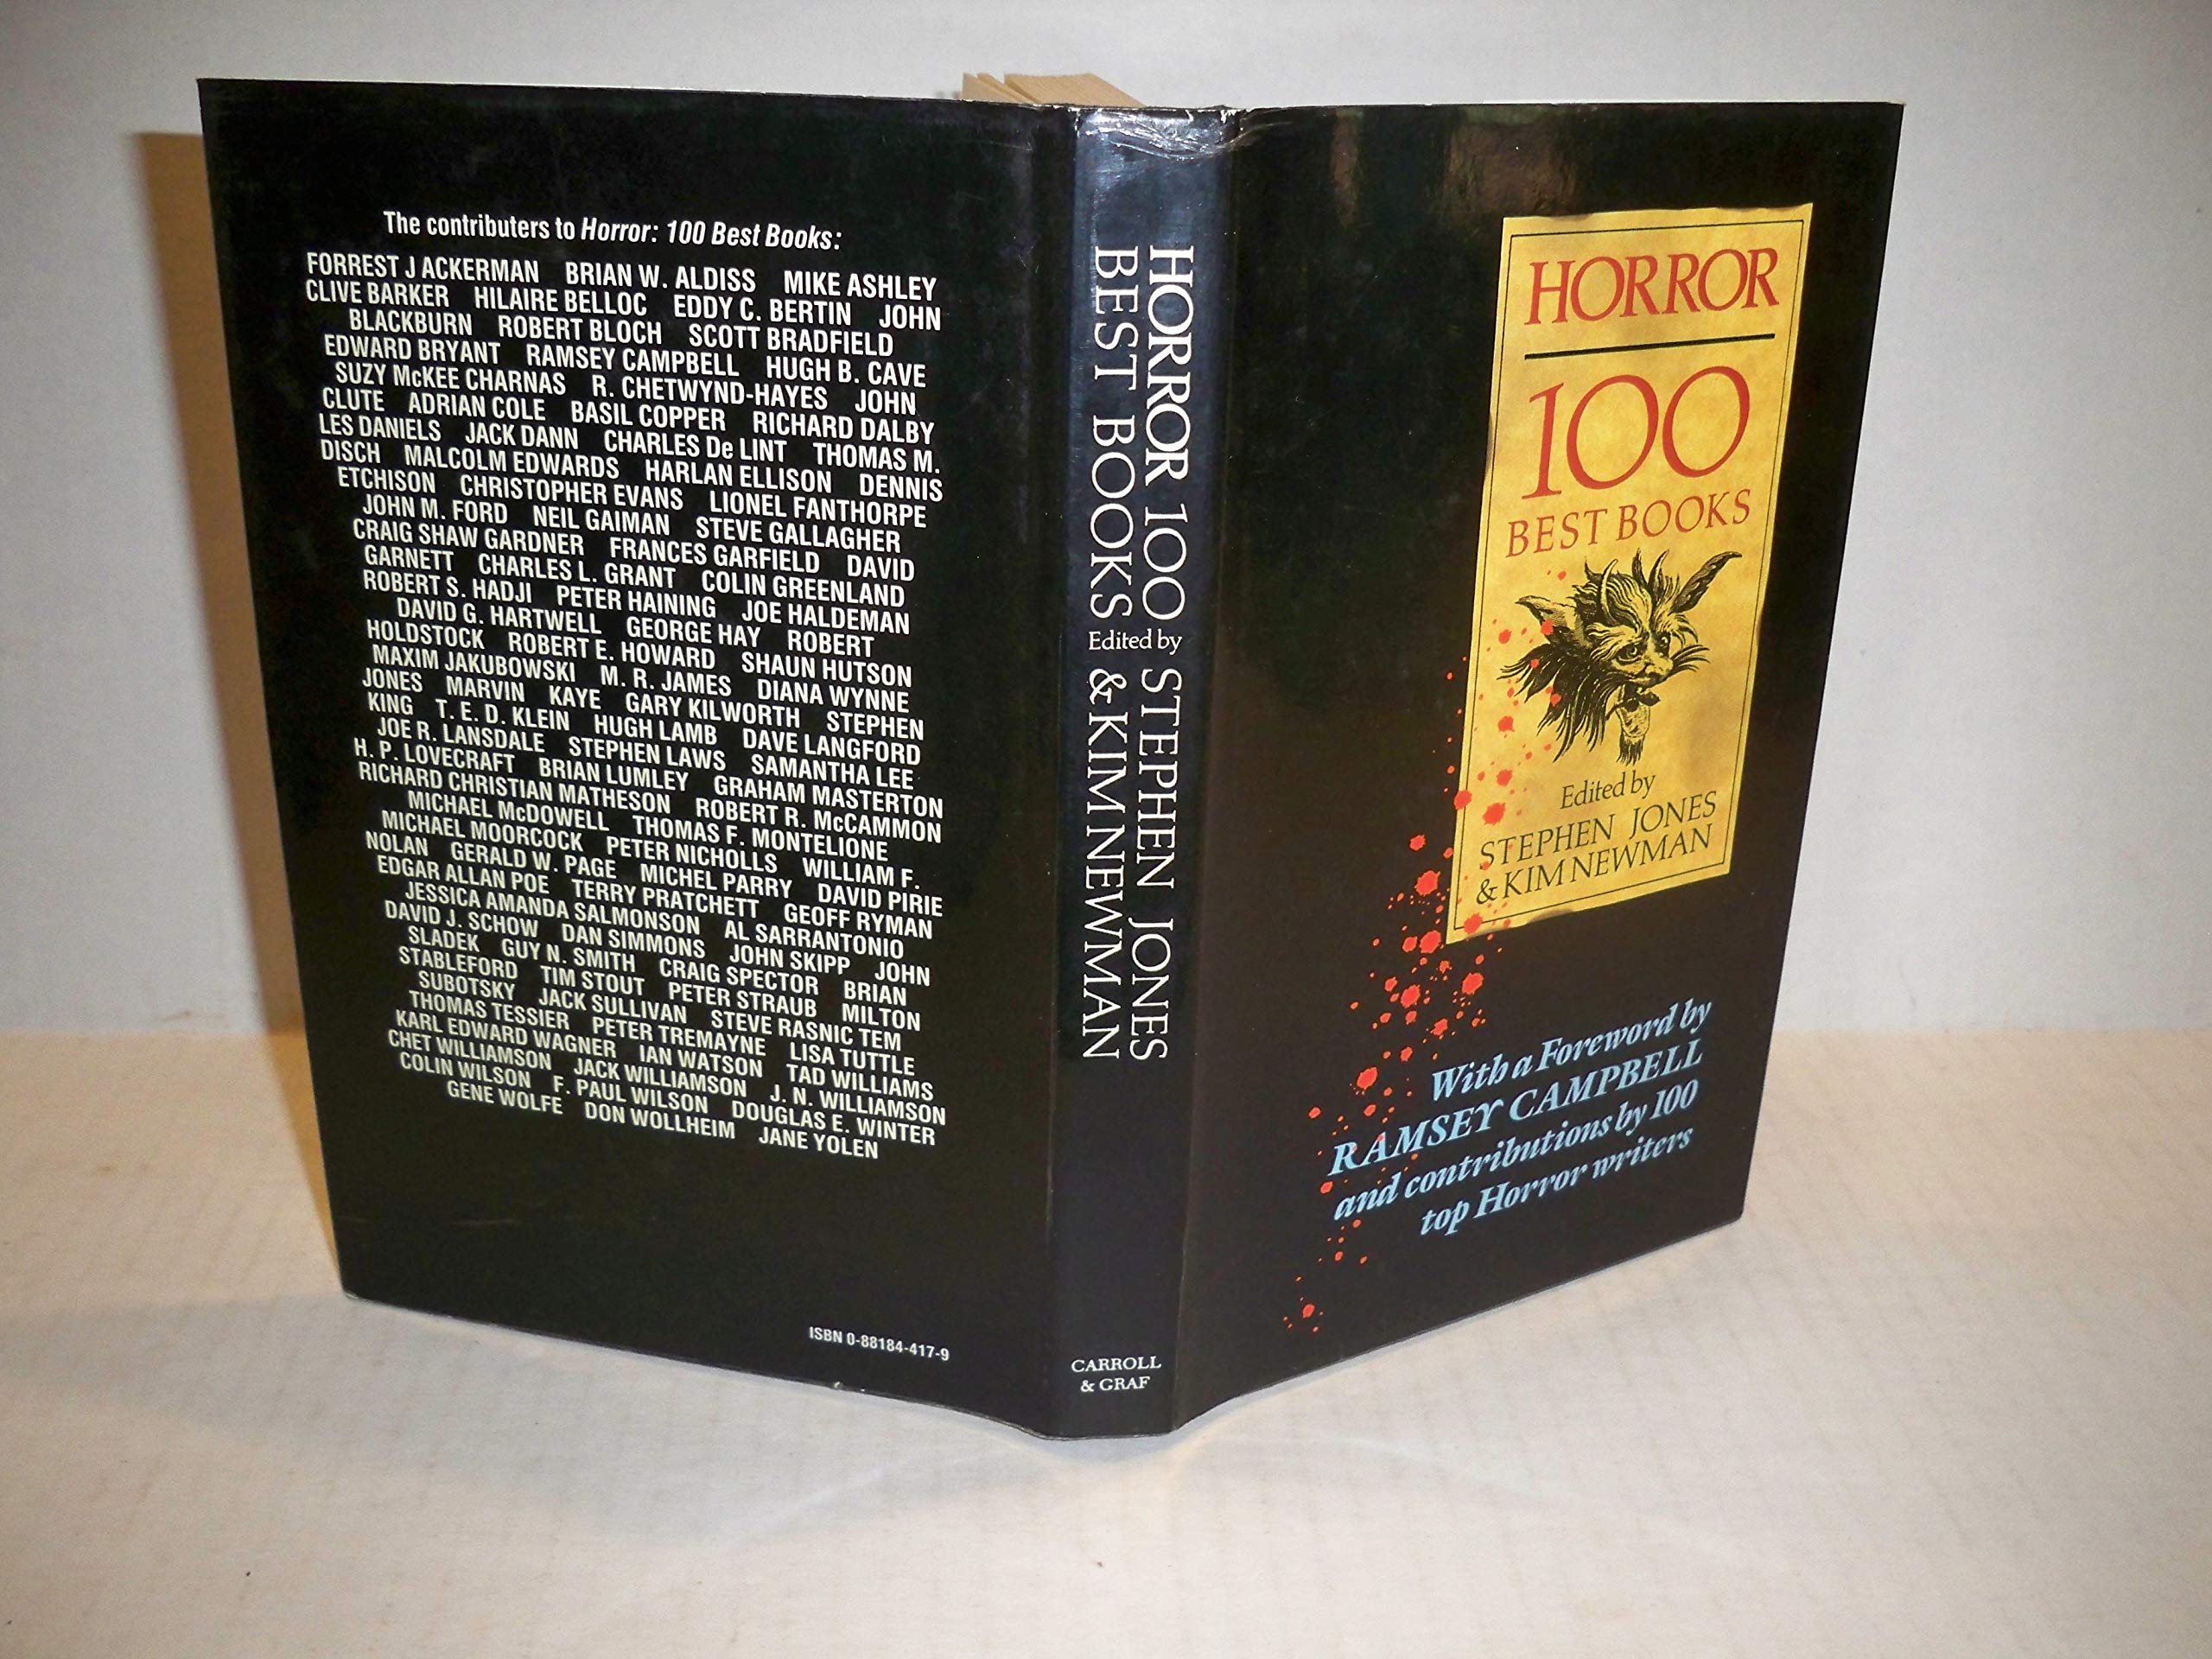 The contributers to Horror: 100 Best Books:
FORREST J ACKERMAN BRIAN W. ALDISS MIKE ASHLEY
CLIVE BARKER HILAIRE BELLOC EDDY C. BERTIN JOHN
BLACKBURN ROBERT BLOCH SCOTT BRADFIELD
EDWARD BRYANT RAMSEY CAMPBELL HUGH B. CAVE
SUZY McKEE CHARNAS R. CHETWYND-HAYES JOHN
CLUTE ADRIAN COLE BASIL COPPER RICHARD DALBY
LES DANIELS JACK DANN CHARLES De LINT THOMAS M.
DISCH MALCOLM EDWARDS HARLAN ELLISON DENNIS
ETCHISON CHRISTOPHER EVANS LIONEL FANTHORPE
JOHN M. FORD NEIL GAIMAN STEVE GALLAGHER
CRAIG SHAW GARDNER FRANCES GARFIELD DAVID
GARNETT CHARLES L. GRANT COLIN GREENLAND
ROBERT S. HADJI PETER HAINING JOE HALDEMAN
DAVID G. HARTWELL GEORGE HAY ROBERT
HOLDSTOCK ROBERT E. HOWARD SHAUN HUTSON
MAXIM JAKUBOWSKI M. R. JAMES DIANA WYNNE
JONES MARVIN KAYE GARY KILWORTH STEPHEN
KING T. E. D. KLEIN HUGH LAMB DAVE LANGFORD
JOE R. LANSDALE STEPHEN LAWS SAMANTHA LEE
H. P. LOVECRAFT BRIAN LUMLEY GRAHAM MASTERTON
RICHARD CHRISTIAN MATHESON ROBERT R. McCAMMON
MICHAEL McDOWELL THOMAS F. MONTELIONE
MICHAEL MOORCOCK PETER NICHOLLS WILLIAM F.
NOLAN GERALD W. PAGE MICHEL PARRY DAVID PIRIE
EDGAR ALLAN POE TERRY PRATCHETT GEOFF RYMAN
JESSICA AMANDA SALMONSON AL SARRANTONIO
DAVID J. SCHOW DAN SIMMONS JOHN SKIPP JOHN
SLADEK GUY N. SMITH CRAIG SPECTOR BRIAN
STABLEFORD TIM STOUT PETER STRAUB MILTON
SUBOTSKY JACK SULLIVAN STEVE RASNIC TEM
THOMAS TESSIER PETER TREMAYNE LISA TUTTLE
KARL EDWARD WAGNER IAN WATSON TAD WILLIAMS
CHET WILLIAMSON JACK WILLIAMSON J. N. WILLIAMSON
COLIN WILSON F. PAUL WILSON DOUGLAS E. WINTER
GENE WOLFE DON WOLLHEIM JANE YOLEN
ISBN 0-88184-417-9
HORROR 100
BEST BOOKS
Edited by
STEPHEN JONES
& KIM NEWMAN
CARROLL
& GRAF
HORROR
100
BEST BOOKS
Edited by
STEPHEN JONES
& KIM NEWMAN
With a Foreword by
RAMSEY CAMPBELL
and contributions by 100
top Horror writers